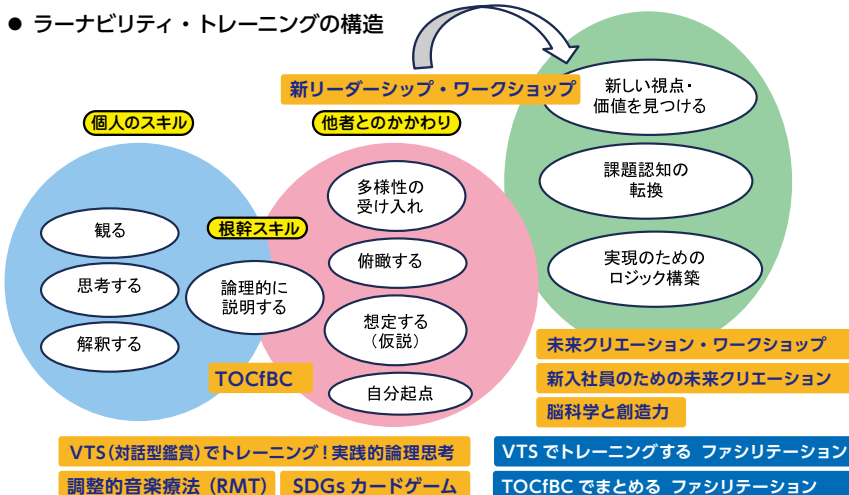 ● ラーナビリティ・トレーニングの構造
新リーダーシップ・ワークショップ
個人のスキル
他者とのかかわり
根幹スキル
観る
思考する
解釈する
論理的に
説明する
多様性の
受け入れ
俯瞰する
想定する
（仮説）
自分起点
新しい視点・
価値を見つける
課題認知の
転換
実現のための
ロジック構築
TOCfBC
未来クリエーション・ワークショップ
新入社員のための未来クリエーション
脳科学と創造力
VTS（対話型鑑賞）でトレーニング！実践的論理思考
調整的音楽療法（RMT）
SDGs カードゲーム
VTS でトレーニングする ファシリテーション
TOCfBC でまとめる ファシリテーション